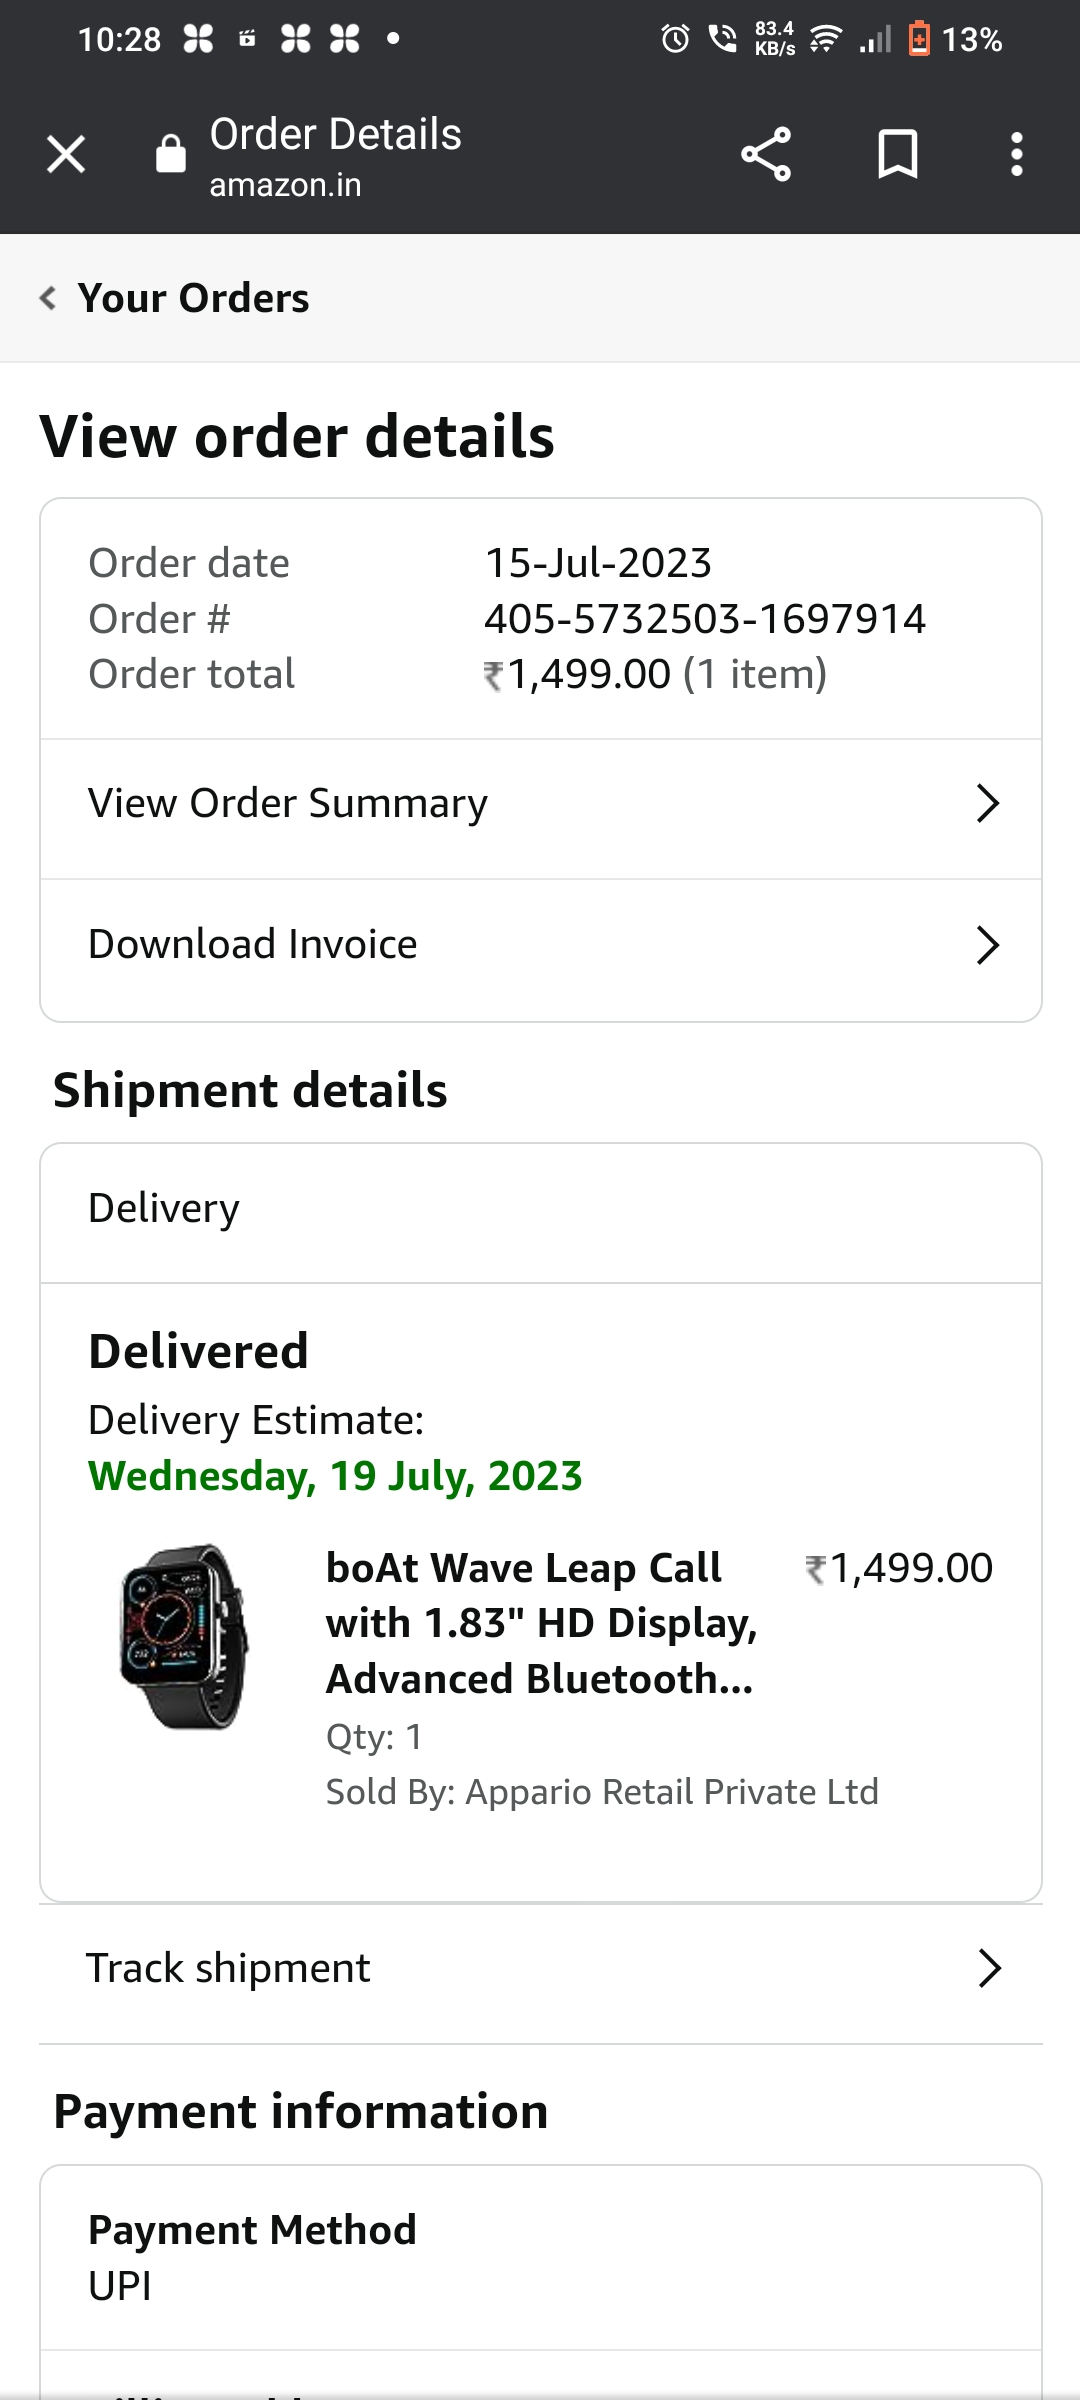 10:28
83.4
KB/s
13%
Order Details
amazon.in
Your Orders
View order details
Order date 15-Jul-2023
Order # 405-5732503-1697914
Order total ₹1,499.00 (1 item)
View Order Summary
Download Invoice
Shipment details
Delivery
Delivered
Delivery Estimate:
Wednesday, 19 July, 2023
boAt Wave Leap Call ₹1,499.00
with 1.83" HD Display,
Advanced Bluetooth...
Qty: 1
Sold By: Appario Retail Private Ltd
Track shipment
Payment information
Payment Method
UPI